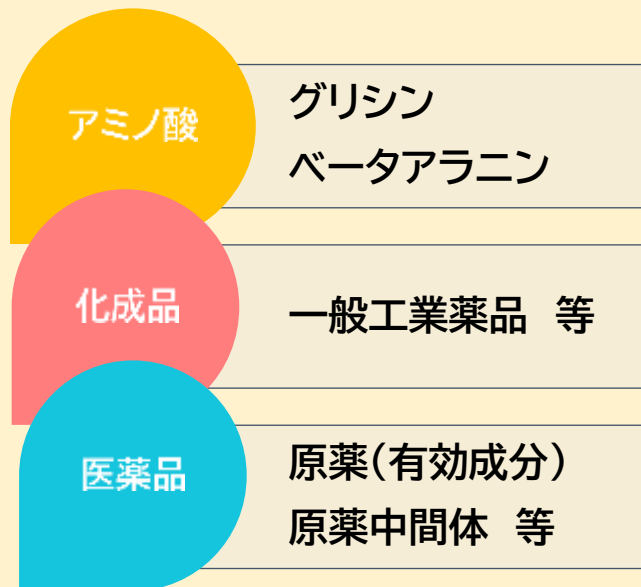 アミノ酸
グリシン
ベータアラニン
化成品
一般工業薬品 等
医薬品
原薬(有効成分)
原薬中間体 等